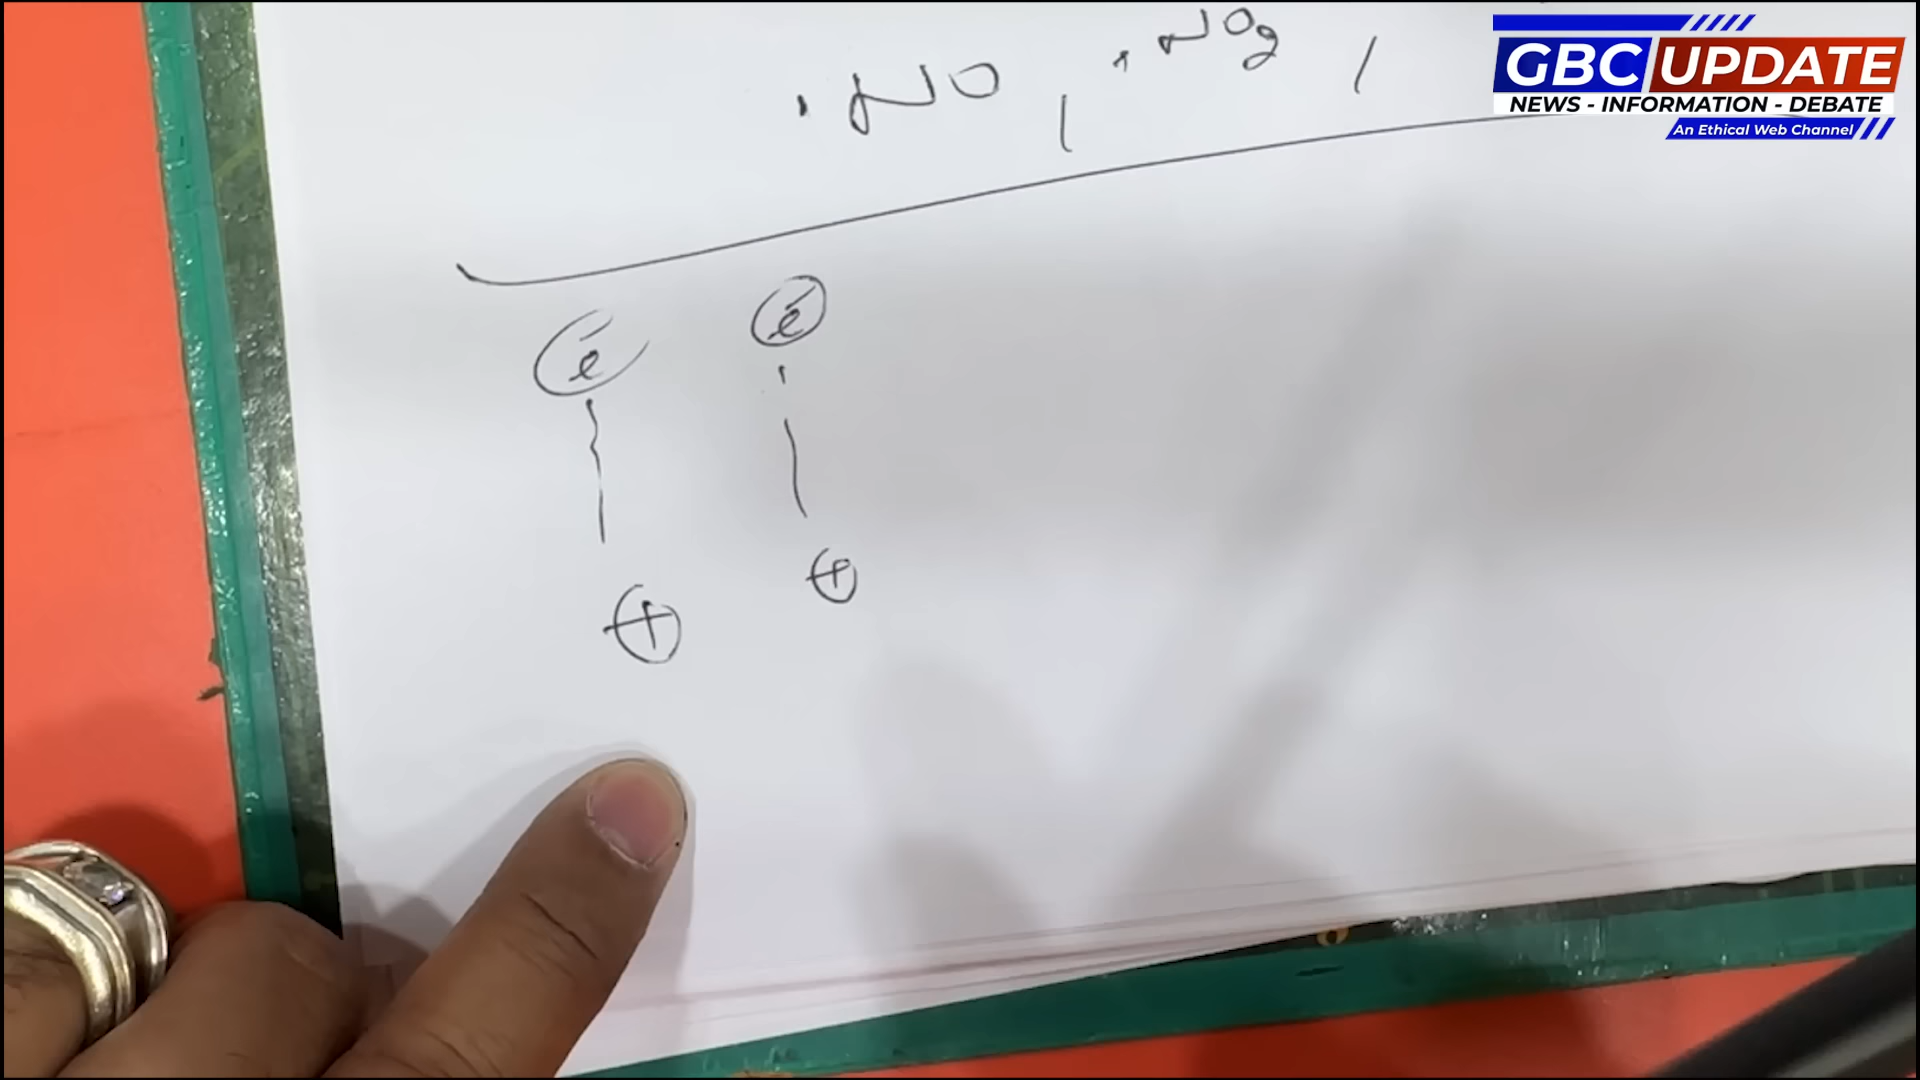 GBC UPDATE
NEWS - INFORMATION - DEBATE
An Ethical Web Channel
·NO, ·NO2,
e⁻ e⁻
+ +